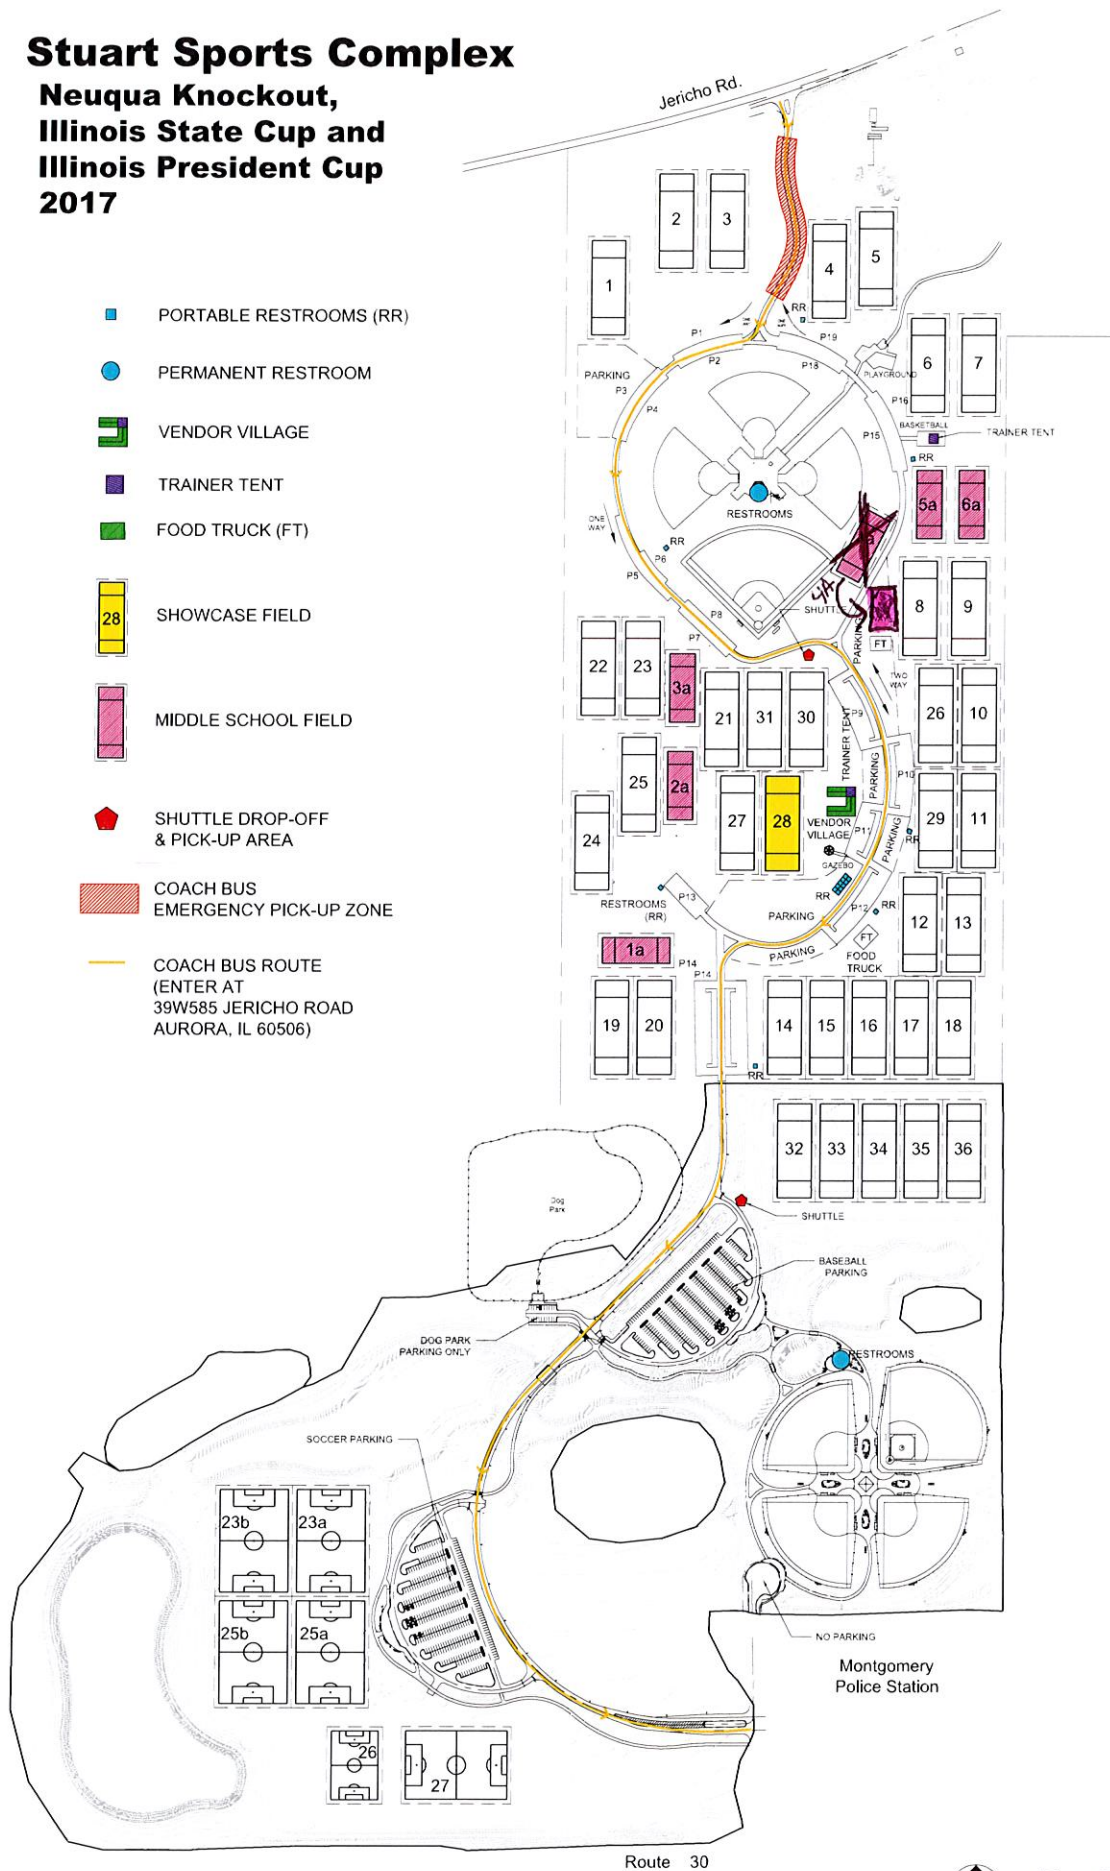 Stuart Sports Complex
Neuqua Knockout,
Illinois State Cup and
Illinois President Cup
2017
PORTABLE RESTROOMS (RR)
PERMANENT RESTROOM
VENDOR VILLAGE
TRAINER TENT
FOOD TRUCK (FT)
28
SHOWCASE FIELD
MIDDLE SCHOOL FIELD
SHUTTLE DROP-OFF
& PICK-UP AREA
COACH BUS
EMERGENCY PICK-UP ZONE
COACH BUS ROUTE
(ENTER AT
39W585 JERICHO ROAD
AURORA, IL 60506)
Jericho Rd.
2
3
4
5
1
RR
P1
P2
P19
P18
PARKING
P3
P4
PLAYGROUND
6
7
P16
P15
BASKETBALL
TRAINER TENT
RR
RESTROOMS
5a
6a
ONE
WAY
RR
P6
P5
P8
P7
4A
SHUTTLE
PARKING
FT
8
9
22
23
3a
21
31
30
TWO
WAY
P9
26
10
TRAINER TENT
PARKING
P10
25
2a
27
28
VENDOR
VILLAGE
P11
PARKING
RR
29
11
24
GAZEBO
RR
P13
RESTROOMS
(RR)
PARKING
P12
RR
12
13
1a
P14
P14
PARKING
FT
FOOD
TRUCK
19
20
14
15
16
17
18
RR
32
33
34
35
36
Dog
Park
SHUTTLE
BASEBALL
PARKING
DOG PARK
PARKING ONLY
RESTROOMS
SOCCER PARKING
23b
23a
25b
25a
NO PARKING
Montgomery
Police Station
26
27
Route 30